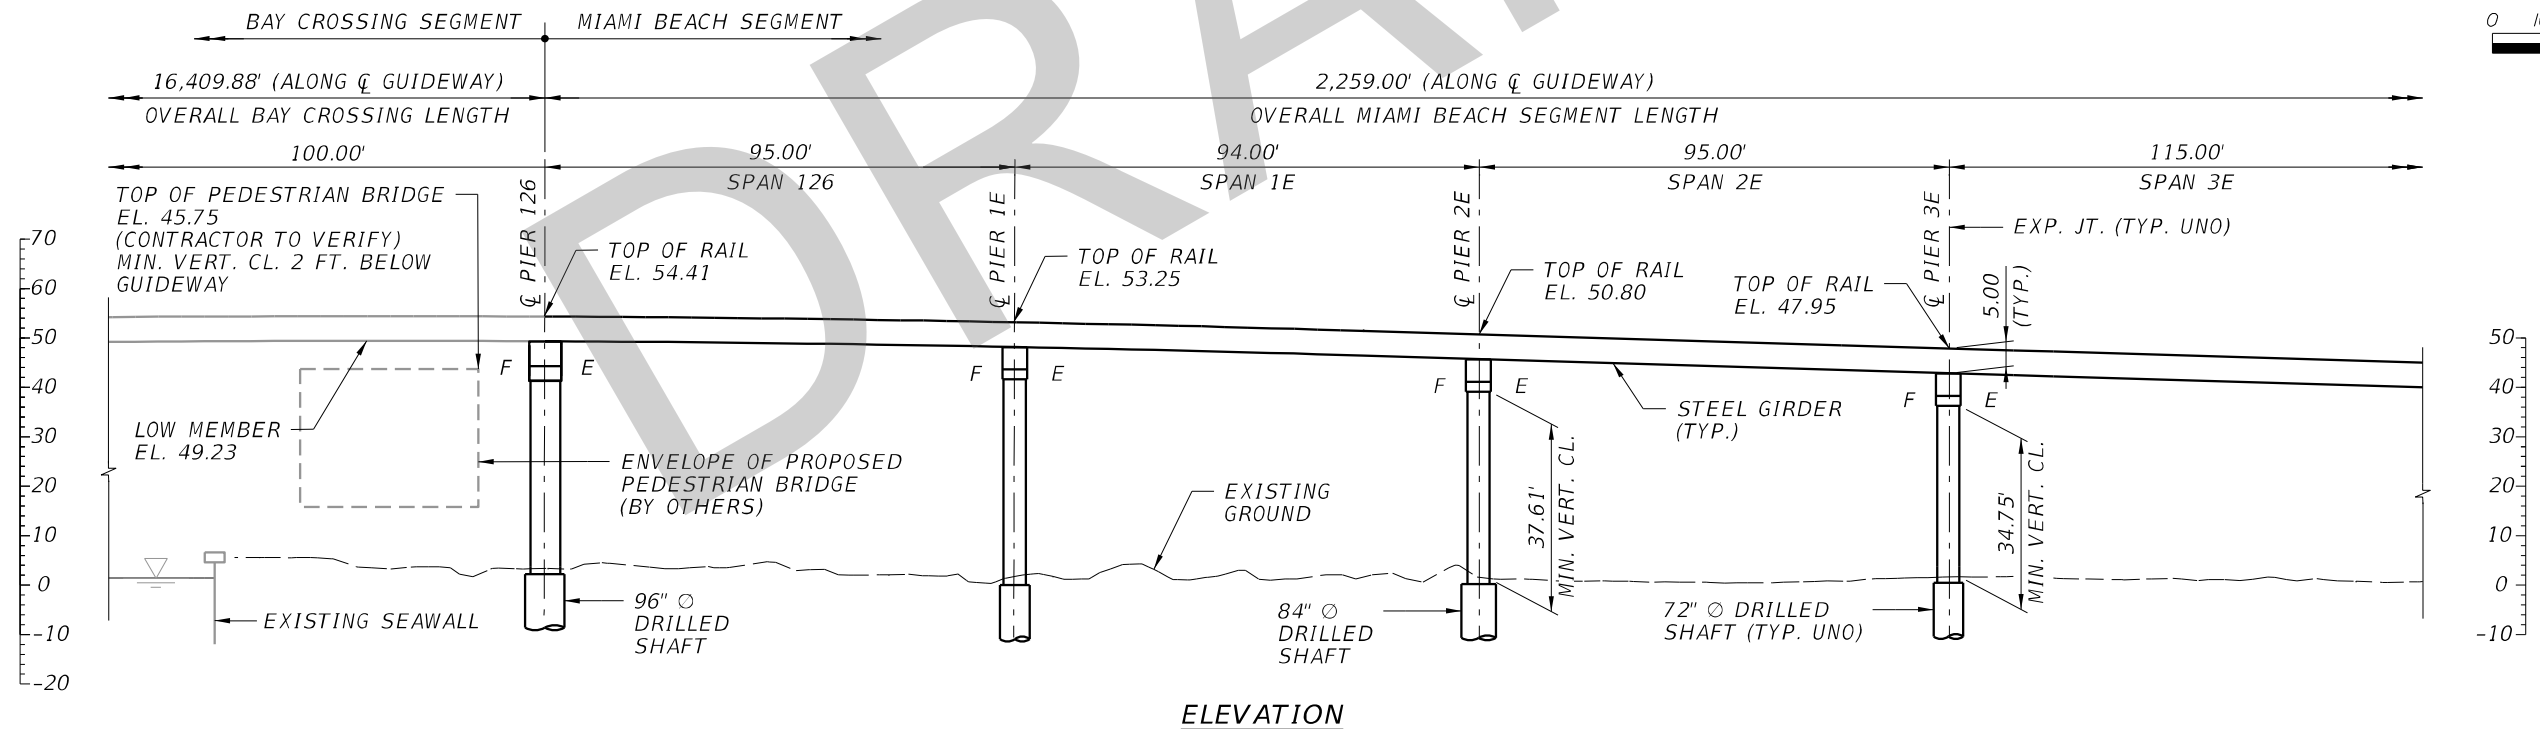 BAY CROSSING SEGMENT
MIAMI BEACH SEGMENT
0
16,409.88' (ALONG ℄ GUIDEWAY)
OVERALL BAY CROSSING LENGTH
2,259.00' (ALONG ℄ GUIDEWAY)
OVERALL MIAMI BEACH SEGMENT LENGTH
100.00'
95.00'
SPAN 126
94.00'
SPAN 1E
95.00'
SPAN 2E
115.00'
SPAN 3E
TOP OF PEDESTRIAN BRIDGE
EL. 45.75
(CONTRACTOR TO VERIFY)
MIN. VERT. CL. 2 FT. BELOW
GUIDEWAY
℄ PIER 126
℄ PIER 1E
℄ PIER 2E
℄ PIER 3E
EXP. JT. (TYP. UNO)
TOP OF RAIL
EL. 54.41
TOP OF RAIL
EL. 53.25
TOP OF RAIL
EL. 50.80
TOP OF RAIL
EL. 47.95
5.00
(TYP.)
70
60
50
40
30
20
10
0
-10
-20
F
E
F
E
F
E
F
E
LOW MEMBER
EL. 49.23
STEEL GIRDER
(TYP.)
ENVELOPE OF PROPOSED
PEDESTRIAN BRIDGE
(BY OTHERS)
EXISTING
GROUND
37.61'
MIN. VERT. CL.
34.75'
MIN. VERT. CL.
50
40
30
20
10
0
-10
EXISTING SEAWALL
96" ∅
DRILLED
SHAFT
84" ∅
DRILLED
SHAFT
72" ∅ DRILLED
SHAFT (TYP. UNO)
ELEVATION